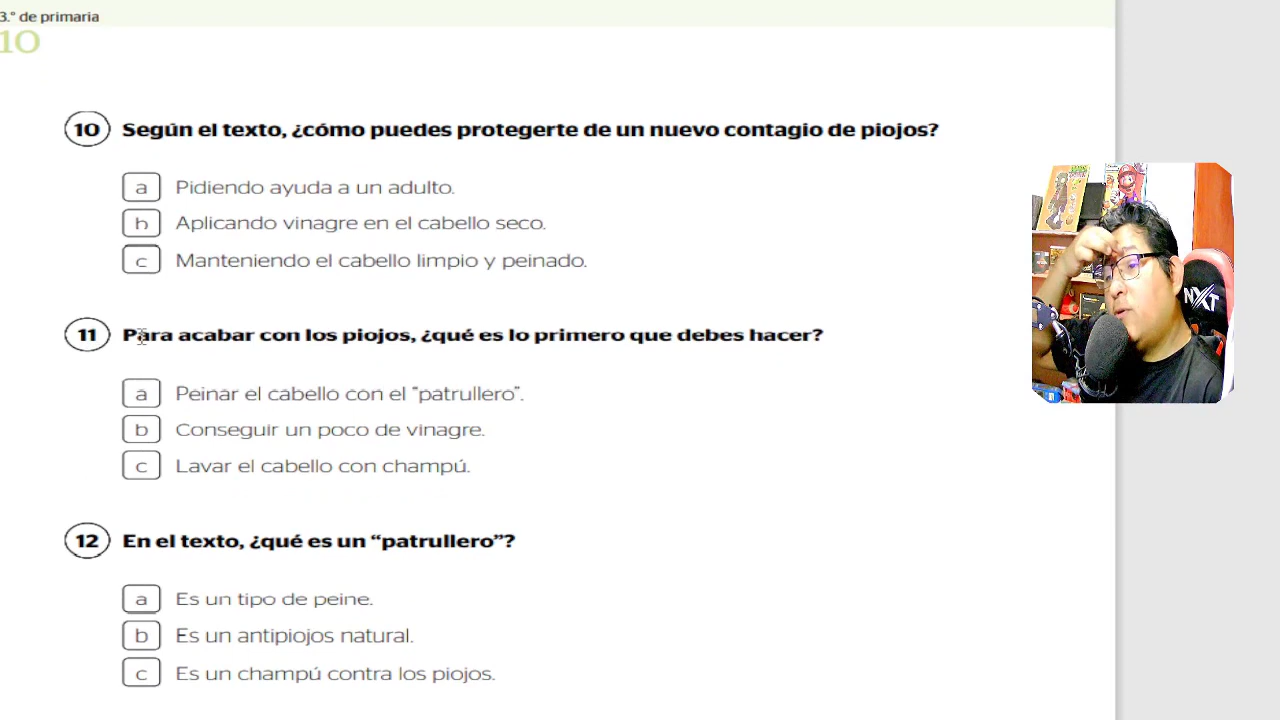 3.° de primaria
10
10 Según el texto, ¿cómo puedes protegerte de un nuevo contagio de piojos?
a Pidiendo ayuda a un adulto.
b Aplicando vinagre en el cabello seco.
c Manteniendo el cabello limpio y peinado.
11 Para acabar con los piojos, ¿qué es lo primero que debes hacer?
a Peinar el cabello con el "patrullero".
b Conseguir un poco de vinagre.
c Lavar el cabello con champú.
12 En el texto, ¿qué es un “patrullero”?
a Es un tipo de peine.
b Es un antipiojos natural.
c Es un champú contra los piojos.
NXT